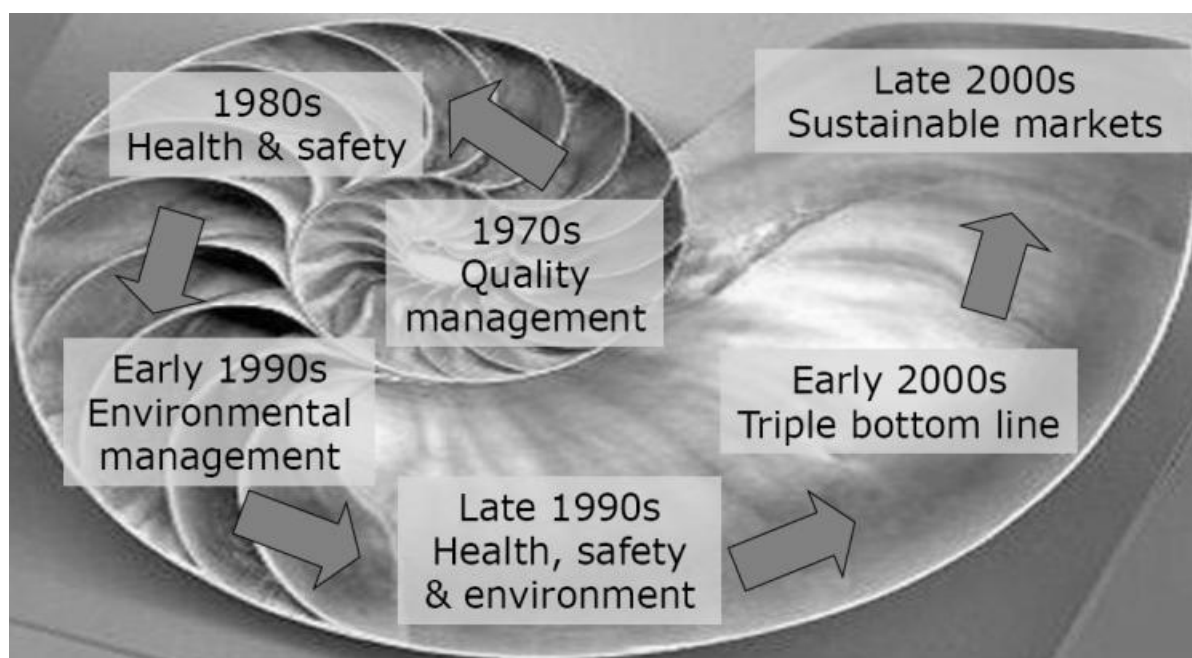 1970s
Quality
management
1980s
Health & safety
Early 1990s
Environmental
management
Late 1990s
Health, safety
& environment
Early 2000s
Triple bottom line
Late 2000s
Sustainable markets